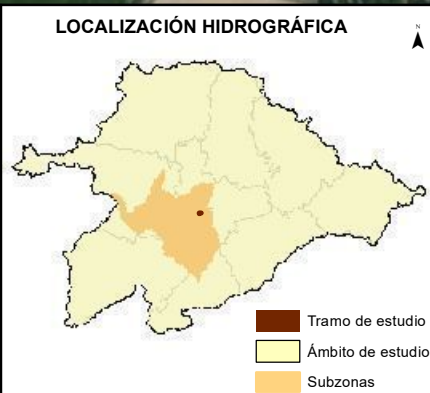 LOCALIZACIÓN HIDROGRÁFICA
N
Tramo de estudio
Ámbito de estudio
Subzonas